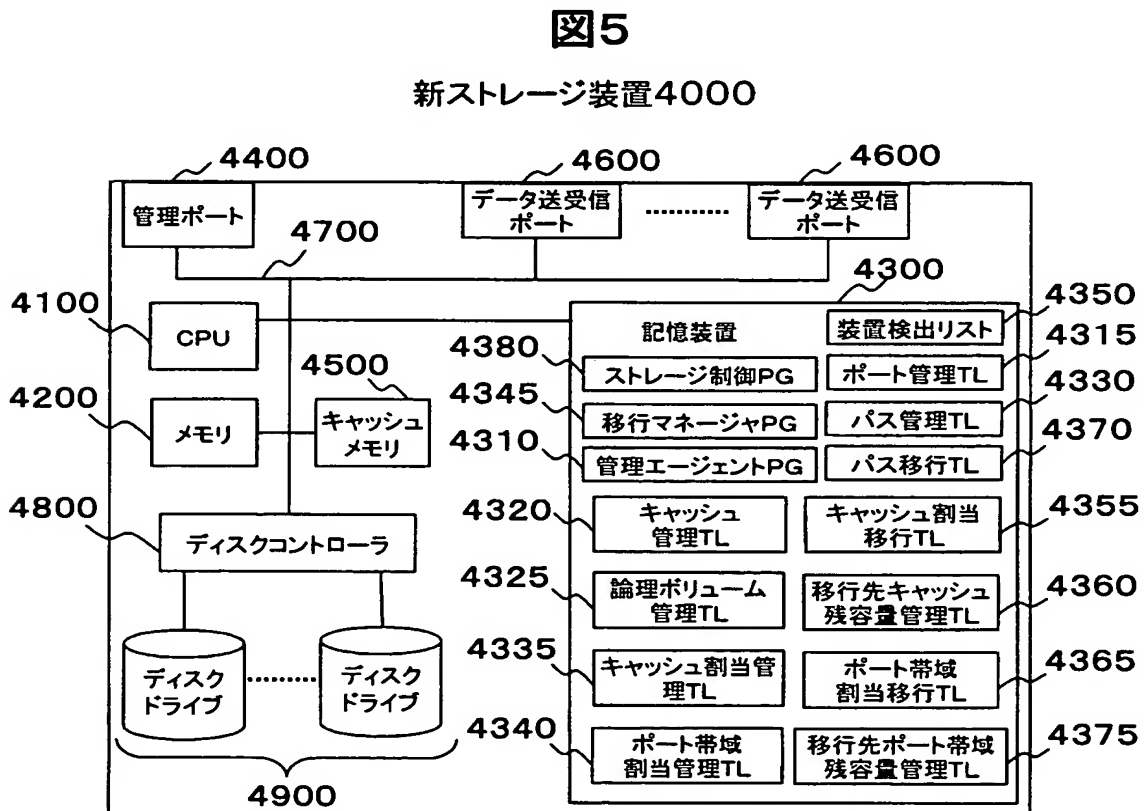 図5
新ストレージ装置4000
4400
4600
4600
管理ポート
データ送受信
ポート
データ送受信
ポート
4700
4300
4100
CPU
記憶装置
装置検出リスト
4350
4380
ストレージ制御PG
ポート管理TL
4315
4200
メモリ
4500
キャッシュ
メモリ
4345
移行マネージャPG
パス管理TL
4330
4310
管理エージェントPG
パス移行TL
4370
4800
ディスクコントローラ
4320
キャッシュ
管理TL
キャッシュ割当
移行TL
4355
4325
論理ボリューム
管理TL
移行先キャッシュ
残容量管理TL
4360
ディスク
ドライブ
ディスク
ドライブ
4335
キャッシュ割当管
理TL
ポート帯域
割当移行TL
4365
4340
ポート帯域
割当管理TL
移行先ポート帯域
残容量管理TL
4375
4900